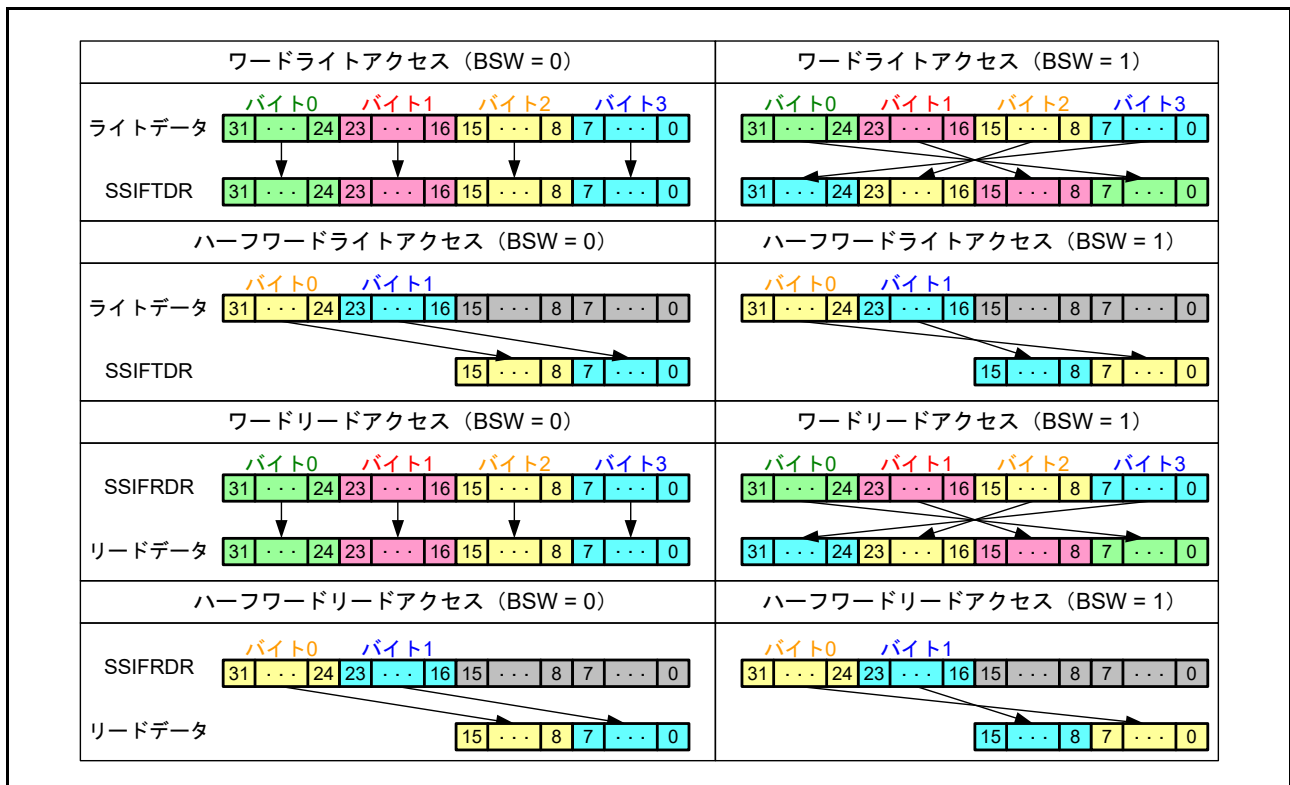 ワードライトアクセス（BSW = 0） ワードライトアクセス（BSW = 1）
バイト0 バイト1 バイト2 バイト3 バイト0 バイト1 バイト2 バイト3
ライトデータ 31 ··· 24 23 ··· 16 15 ··· 8 7 ··· 0 31 ··· 24 23 ··· 16 15 ··· 8 7 ··· 0
SSIFTDR 31 ··· 24 23 ··· 16 15 ··· 8 7 ··· 0 31 ··· 24 23 ··· 16 15 ··· 8 7 ··· 0
ハーフワードライトアクセス（BSW = 0） ハーフワードライトアクセス（BSW = 1）
バイト0 バイト1 バイト0 バイト1
ライトデータ 31 ··· 24 23 ··· 16 15 ··· 8 7 ··· 0 31 ··· 24 23 ··· 16 15 ··· 8 7 ··· 0
SSIFTDR 15 ··· 8 7 ··· 0 15 ··· 8 7 ··· 0
ワードリードアクセス（BSW = 0） ワードリードアクセス（BSW = 1）
バイト0 バイト1 バイト2 バイト3 バイト0 バイト1 バイト2 バイト3
SSIFRDR 31 ··· 24 23 ··· 16 15 ··· 8 7 ··· 0 31 ··· 24 23 ··· 16 15 ··· 8 7 ··· 0
リードデータ 31 ··· 24 23 ··· 16 15 ··· 8 7 ··· 0 31 ··· 24 23 ··· 16 15 ··· 8 7 ··· 0
ハーフワードリードアクセス（BSW = 0） ハーフワードリードアクセス（BSW = 1）
バイト0 バイト1 バイト0 バイト1
SSIFRDR 31 ··· 24 23 ··· 16 15 ··· 8 7 ··· 0 31 ··· 24 23 ··· 16 15 ··· 8 7 ··· 0
リードデータ 15 ··· 8 7 ··· 0 15 ··· 8 7 ··· 0